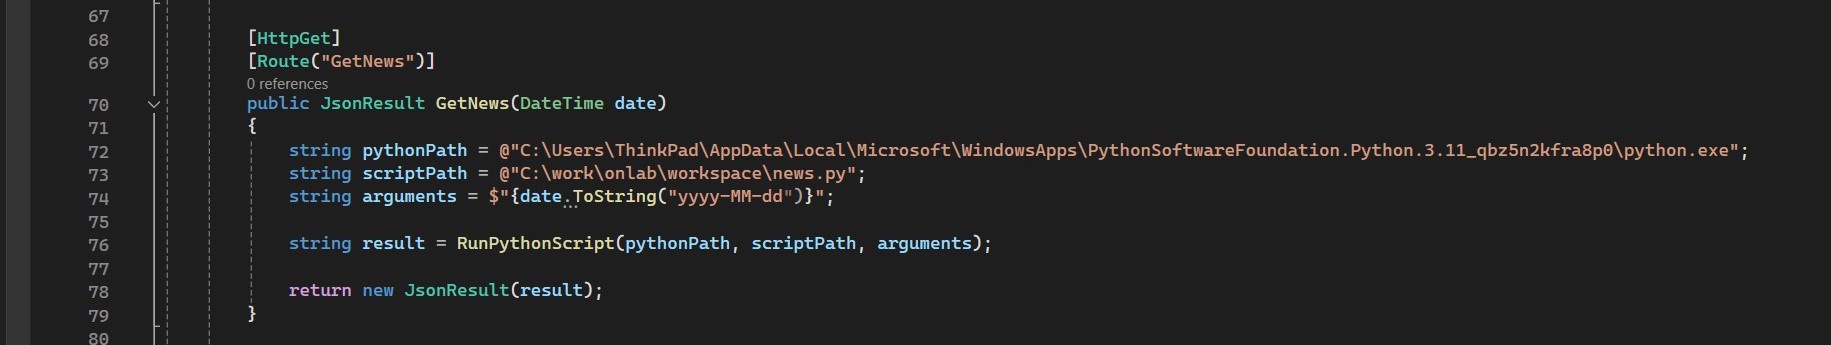 67
68 [HttpGet]
69 [Route("GetNews")]
0 references
70 public JsonResult GetNews(DateTime date)
71 {
72 string pythonPath = @"C:\Users\ThinkPad\AppData\Local\Microsoft\WindowsApps\PythonSoftwareFoundation.Python.3.11_qbz5n2kfra8p0\python.exe";
73 string scriptPath = @"C:\work\onlab\workspace\news.py";
74 string arguments = $"{date.ToString("yyyy-MM-dd")}";
75
76 string result = RunPythonScript(pythonPath, scriptPath, arguments);
77
78 return new JsonResult(result);
79 }
80